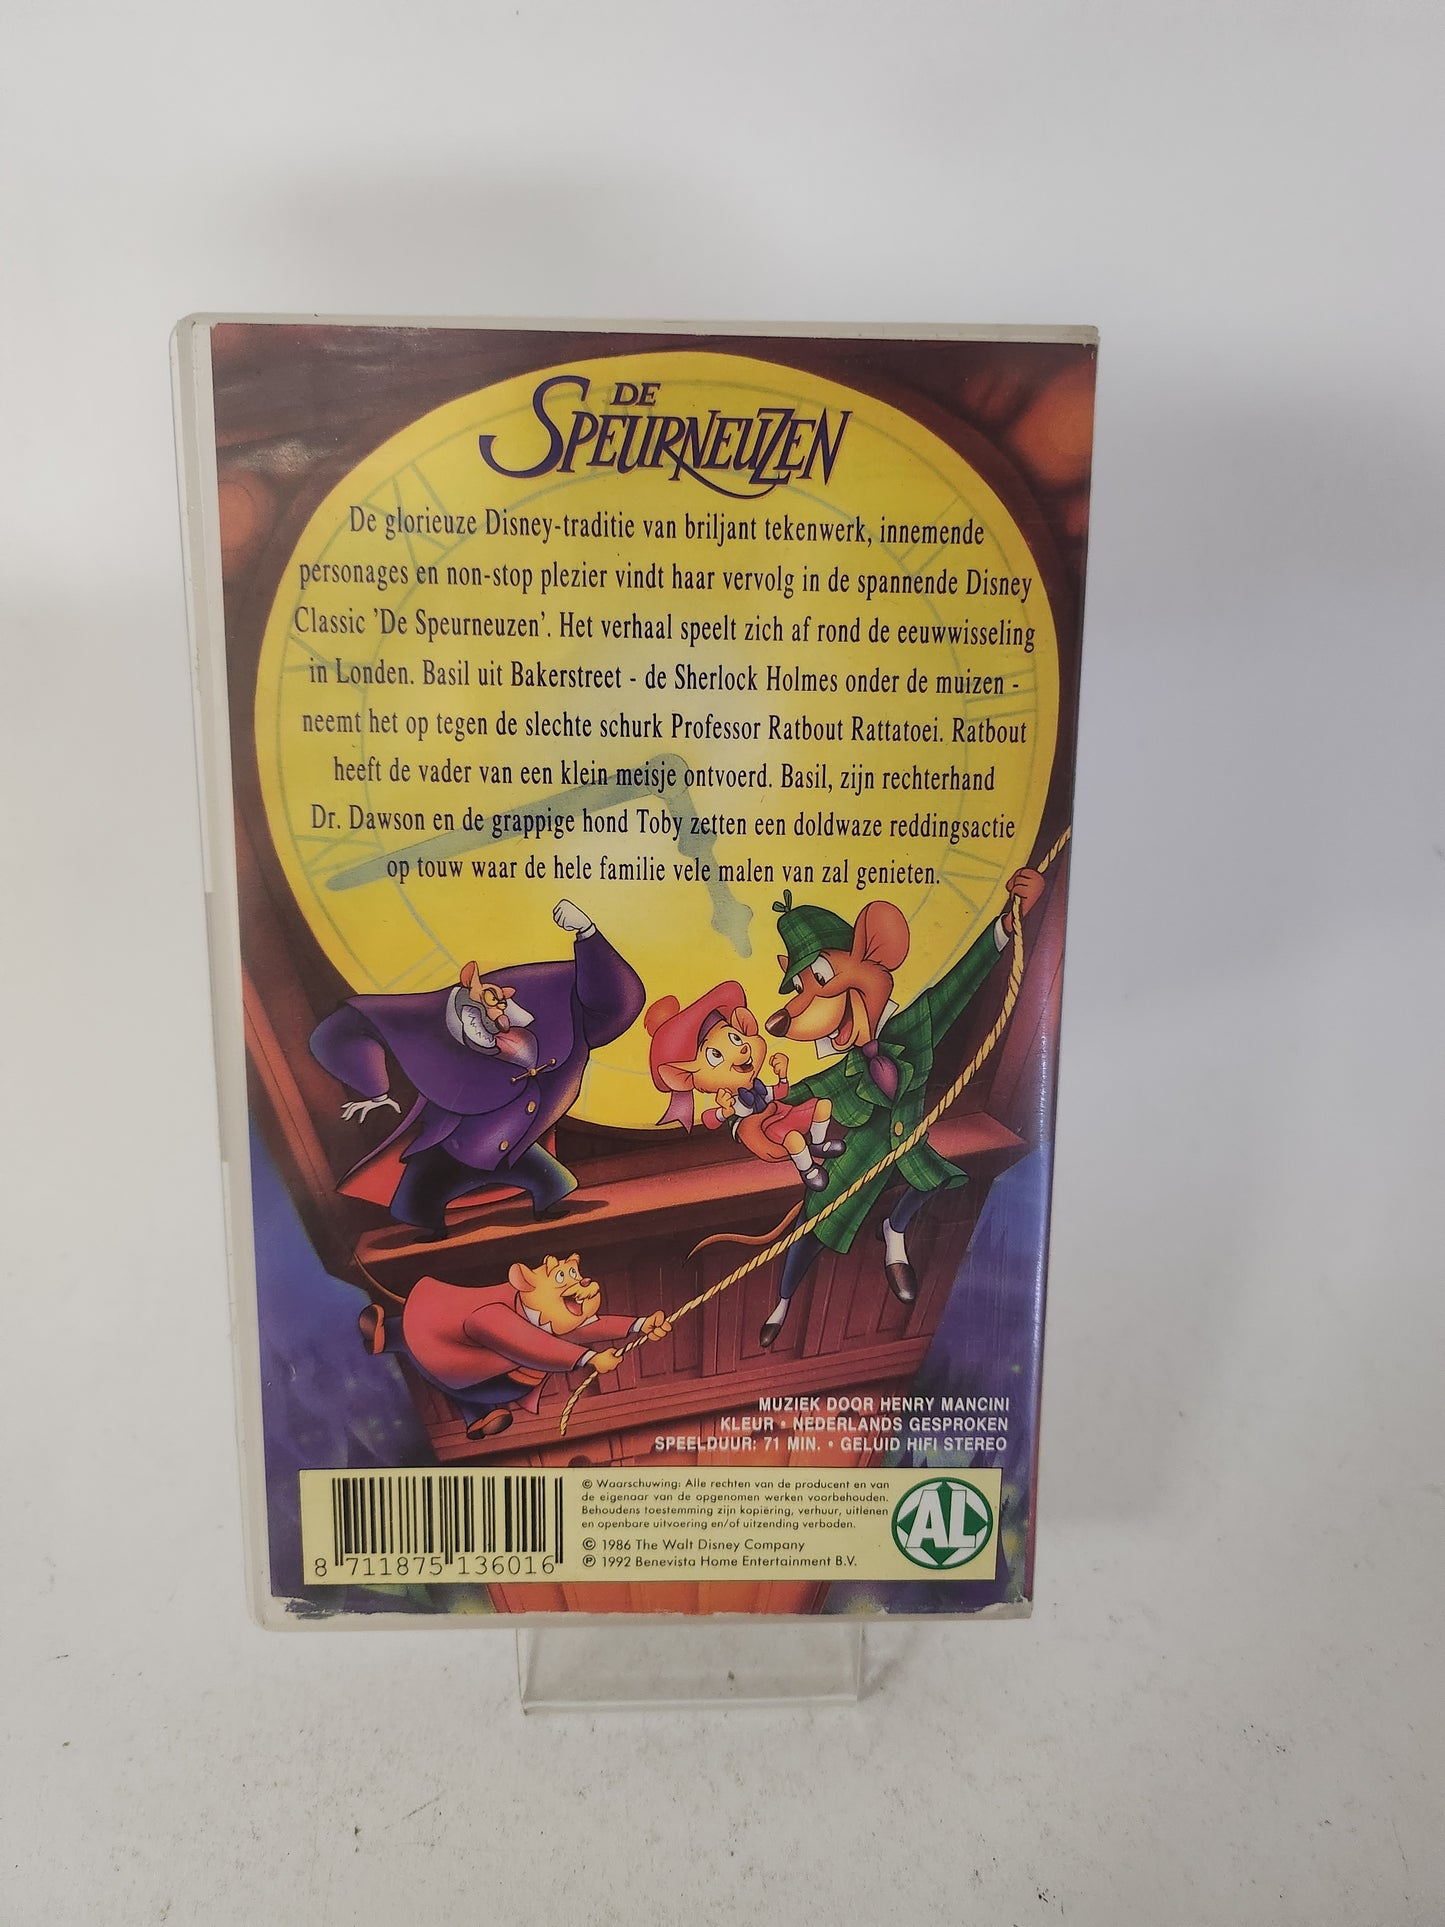 DE
SPEURNEUZEN
De glorieuze Disney-traditie van briljant tekenwerk, innemende
personages en non-stop plezier vindt haar vervolg in de spannende Disney
Classic 'De Speurneuzen'. Het verhaal speelt zich af rond de eeuwwisseling
in Londen. Basil uit Bakerstreet - de Sherlock Holmes onder de muizen -
neemt het op tegen de slechte schurk Professor Ratbout Rattatoei. Ratbout
heeft de vader van een klein meisje ontvoerd. Basil, zijn rechterhand
Dr. Dawson en de grappige hond Toby zetten een doldwaze reddingsactie
op touw waar de hele familie vele malen van zal genieten.
MUZIEK DOOR HENRY MANCINI
KLEUR • NEDERLANDS GESPROKEN
SPEELDUUR: 71 MIN. • GELUID HIFI STEREO
© Waarschuwing: Alle rechten van de producent en van
de eigenaar van de opgenomen werken voorbehouden.
Behoudens toestemming zijn kopiëring, verhuur, uitlenen
en openbare uitvoering en/of uitzending verboden.
© 1986 The Walt Disney Company
℗ 1992 Benevista Home Entertainment B.V.
8 711875 136016
AL